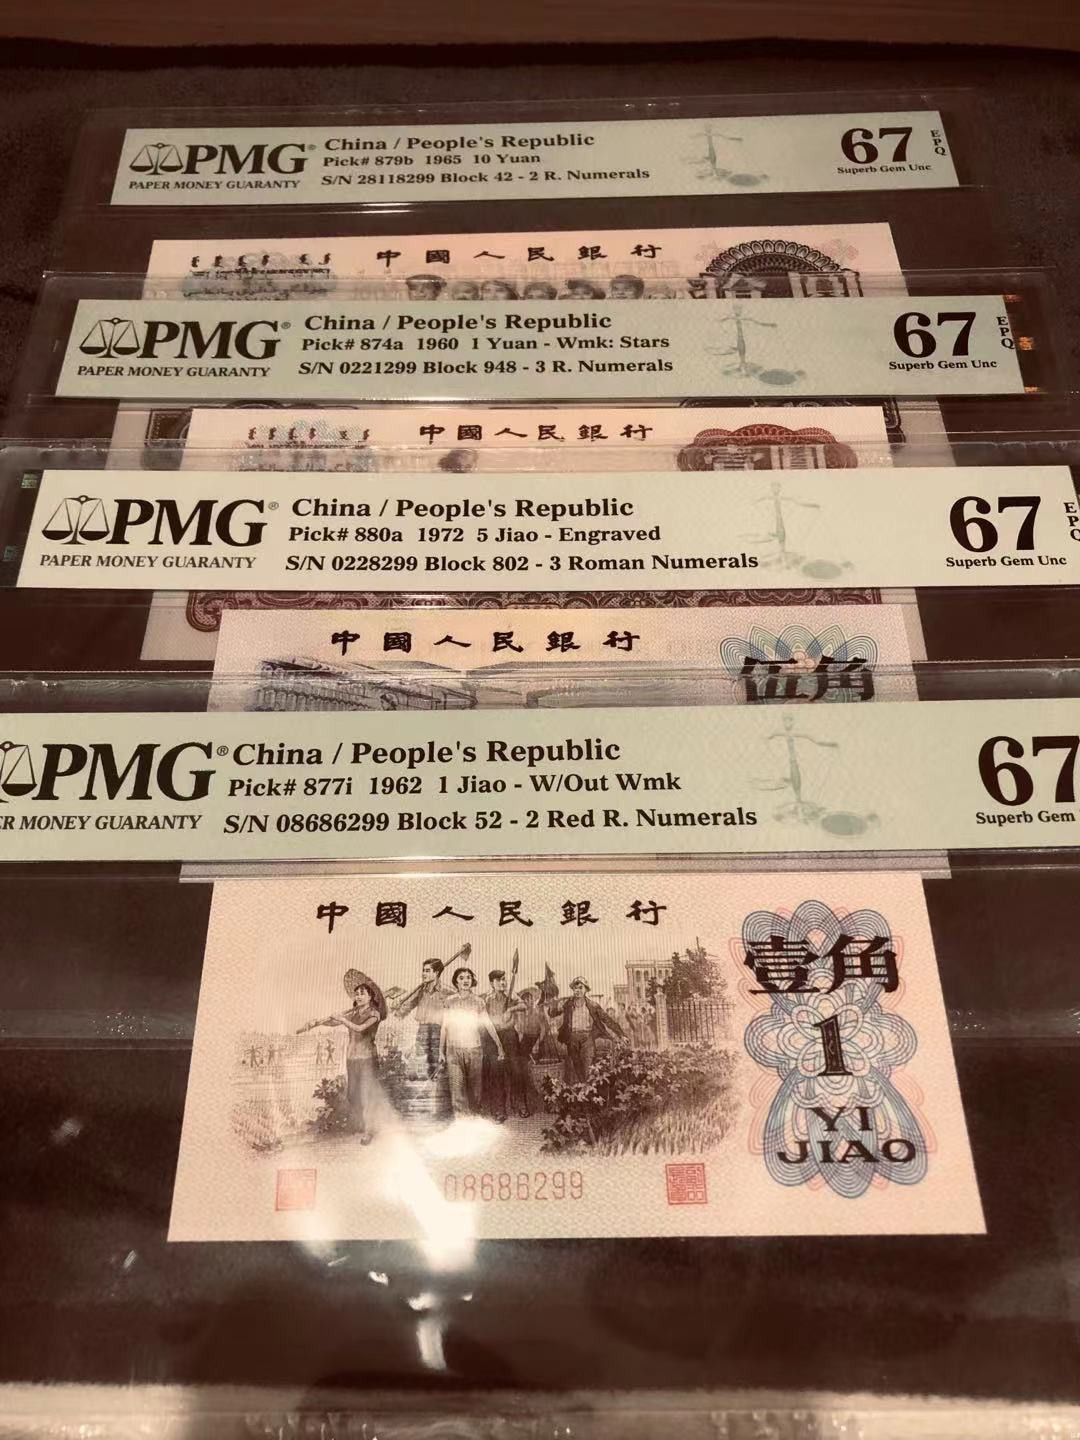 PMG®
PAPER MONEY GUARANTY
China / People's Republic
Pick# 879b 1965 10 Yuan
S/N 28118299 Block 42 - 2 R. Numerals
67
EPQ
Superb Gem Unc
中國人民銀行
PMG®
PAPER MONEY GUARANTY
China / People's Republic
Pick# 874a 1960 1 Yuan - Wmk: Stars
S/N 0221299 Block 948 - 3 R. Numerals
67
EPQ
Superb Gem Unc
中國人民銀行
PMG®
PAPER MONEY GUARANTY
China / People's Republic
Pick# 880a 1972 5 Jiao - Engraved
S/N 0228299 Block 802 - 3 Roman Numerals
67
EPQ
Superb Gem Unc
中國人民銀行
伍角
PMG®
ER MONEY GUARANTY
China / People's Republic
Pick# 877i 1962 1 Jiao - W/Out Wmk
S/N 08686299 Block 52 - 2 Red R. Numerals
67
Superb Gem
中國人民銀行
壹角
1
YI
JIAO
08686299